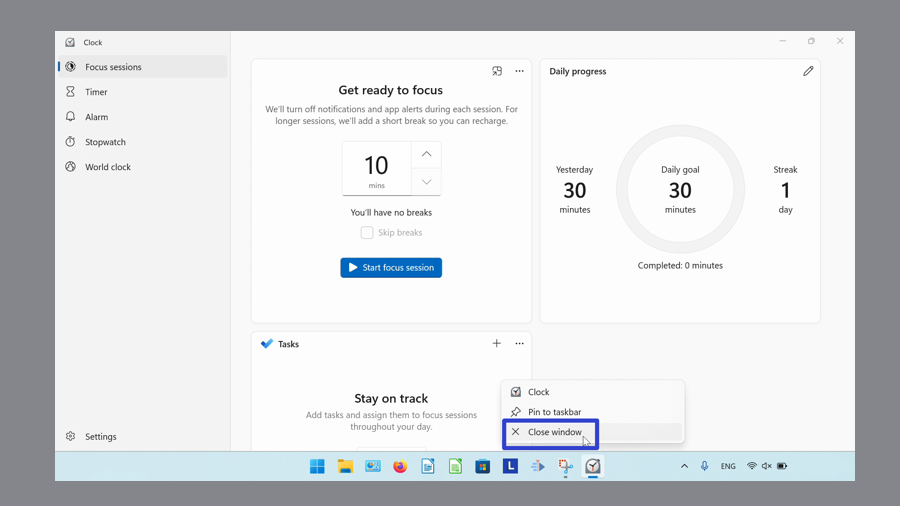 Clock
Focus sessions
Timer
Alarm
Stopwatch
World clock
Settings
Get ready to focus
We'll turn off notifications and app alerts during each session. For
longer sessions, we'll add a short break so you can recharge.
10
mins
You'll have no breaks
Skip breaks
Start focus session
Daily progress
Yesterday
30
minutes
Daily goal
30
minutes
Streak
1
day
Completed: 0 minutes
Tasks
Stay on track
Add tasks and assign them to focus sessions
throughout your day.
Clock
Pin to taskbar
Close window
L
ENG